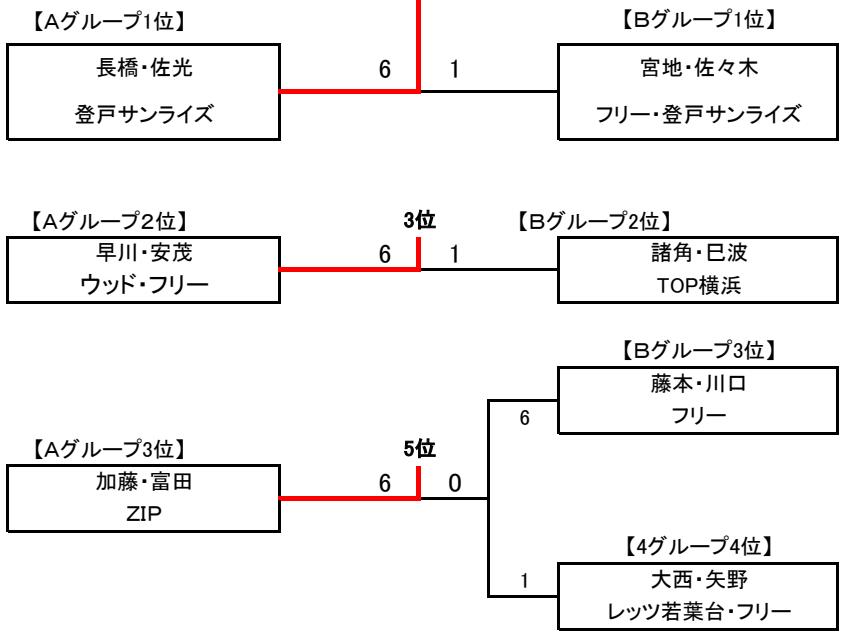 【Aグループ1位】
【Bグループ1位】
長橋・佐光
登戸サンライズ
6
1
宮地・佐々木
フリー・登戸サンライズ
【Aグループ２位】
3位
【Bグループ2位】
早川・安茂
ウッド・フリー
6
1
諸角・巳波
TOP横浜
【Bグループ3位】
藤本・川口
フリー
6
【Aグループ3位】
5位
加藤・富田
ZIP
6
0
【4グループ4位】
1
大西・矢野
レッツ若葉台・フリー